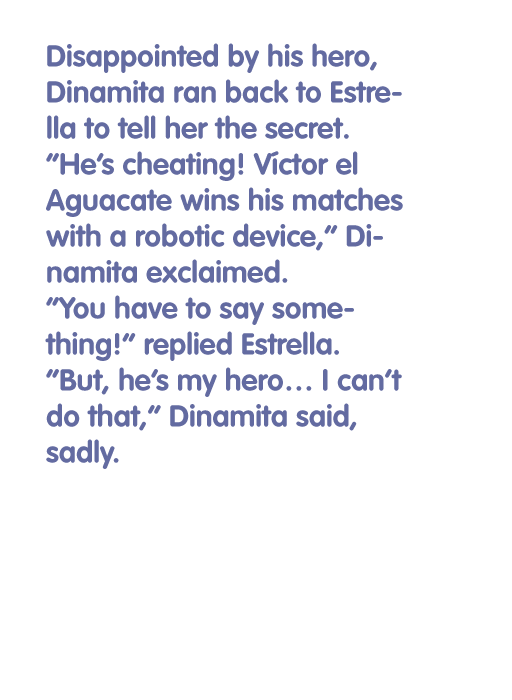 Disappointed by his hero,
Dinamita ran back to Estre-
lla to tell her the secret.
“He’s cheating! Víctor el
Aguacate wins his matches
with a robotic device,” Di-
namita exclaimed.
“You have to say some-
thing!” replied Estrella.
“But, he’s my hero… I can’t
do that,” Dinamita said,
sadly.